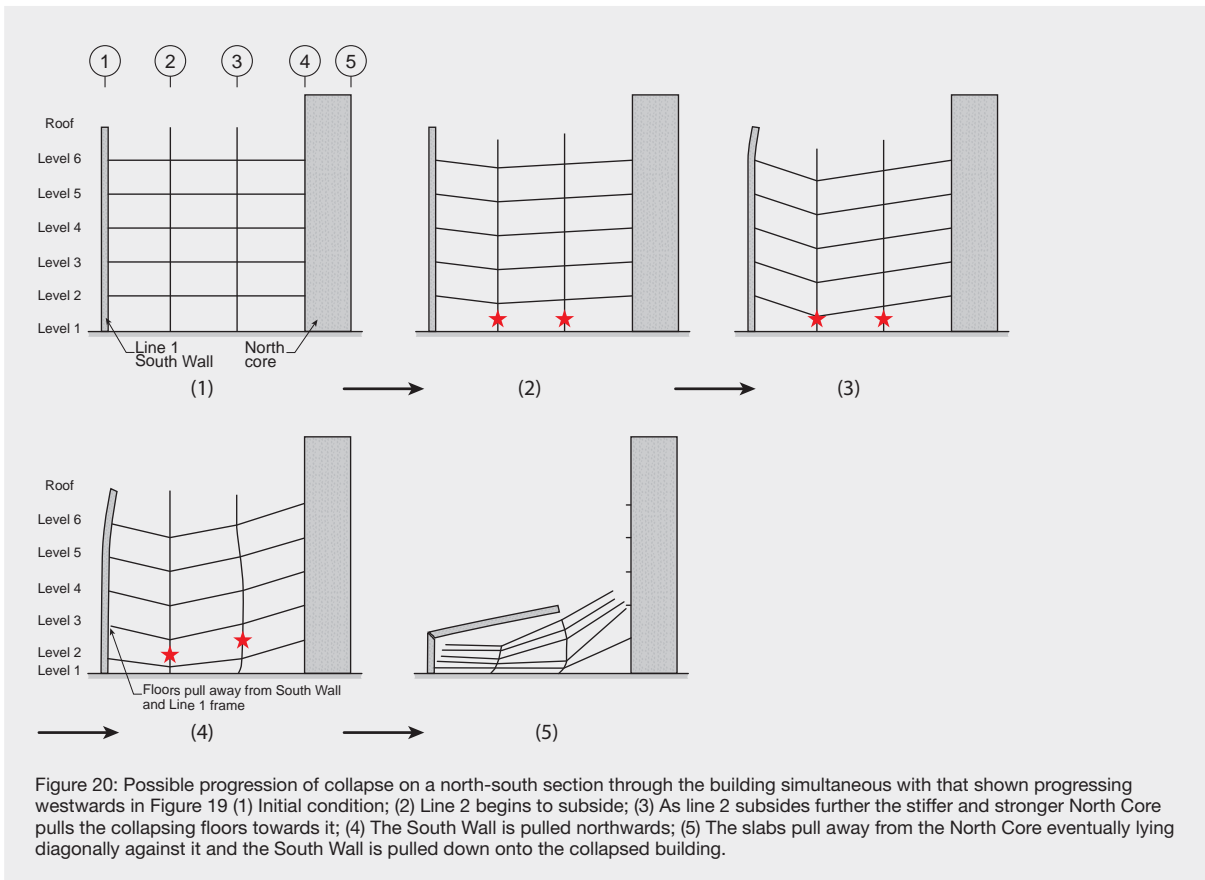 1 2 3 4 5
Roof
Level 6
Level 5
Level 4
Level 3
Level 2
Level 1
Line 1
South Wall
North
core
(1)
(2)
(3)
Roof
Level 6
Level 5
Level 4
Level 3
Level 2
Level 1
Floors pull away from South Wall
and Line 1 frame
(4)
(5)
Figure 20: Possible progression of collapse on a north-south section through the building simultaneous with that shown progressing
westwards in Figure 19 (1) Initial condition; (2) Line 2 begins to subside; (3) As line 2 subsides further the stiffer and stronger North Core
pulls the collapsing floors towards it; (4) The South Wall is pulled northwards; (5) The slabs pull away from the North Core eventually lying
diagonally against it and the South Wall is pulled down onto the collapsed building.